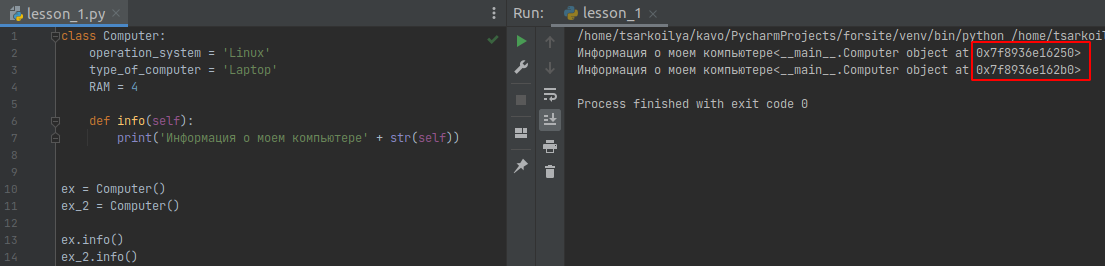 lesson_1.py
1 class Computer:
2     operation_system = 'Linux'
3     type_of_computer = 'Laptop'
4     RAM = 4
5
6     def info(self):
7         print('Информация о моем компьютере' + str(self))
8
9
10 ex = Computer()
11 ex_2 = Computer()
12
13 ex.info()
14 ex_2.info()
Run: lesson_1
/home/tsarkoilya/kavo/PycharmProjects/forsite/venv/bin/python /home/tsarkoil
Информация о моем компьютере<__main__.Computer object at 0x7f8936e16250>
Информация о моем компьютере<__main__.Computer object at 0x7f8936e162b0>
Process finished with exit code 0